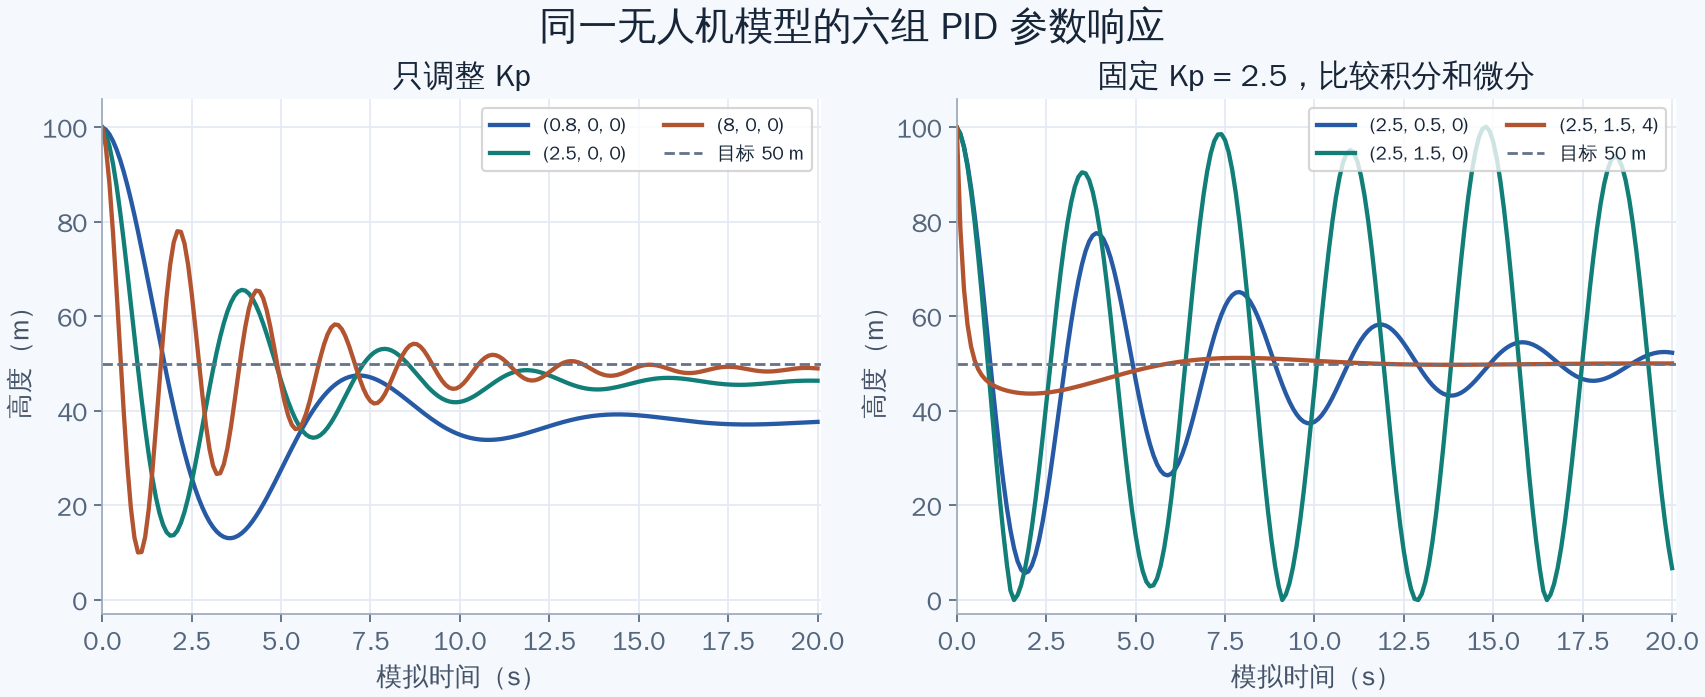 同一无人机模型的六组 PID 参数响应
只调整 Kp
(0.8, 0, 0)
(2.5, 0, 0)
(8, 0, 0)
目标 50 m
高度（m）
100
80
60
40
20
0
0.0 2.5 5.0 7.5 10.0 12.5 15.0 17.5 20.0
模拟时间（s）
固定 Kp = 2.5，比较积分和微分
(2.5, 0.5, 0)
(2.5, 1.5, 0)
(2.5, 1.5, 4)
目标 50 m
高度（m）
100
80
60
40
20
0
0.0 2.5 5.0 7.5 10.0 12.5 15.0 17.5 20.0
模拟时间（s）